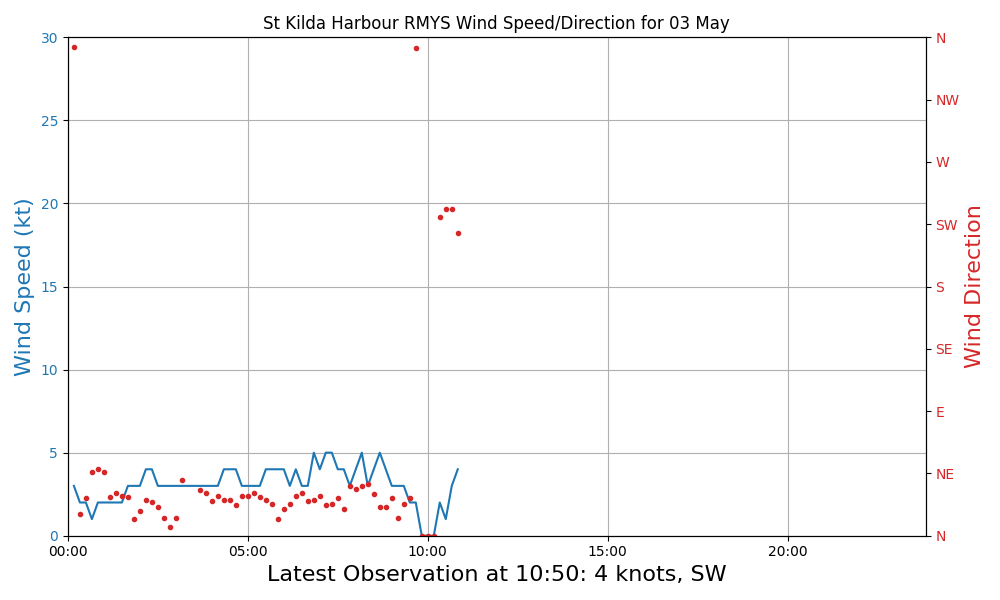 St Kilda Harbour RMYS Wind Speed/Direction for 03 May
30
25
20
15
10
5
0
Wind Speed (kt)
N
NW
W
SW
S
SE
E
NE
N
Wind Direction
00:00
05:00
10:00
15:00
20:00
Latest Observation at 10:50: 4 knots, SW